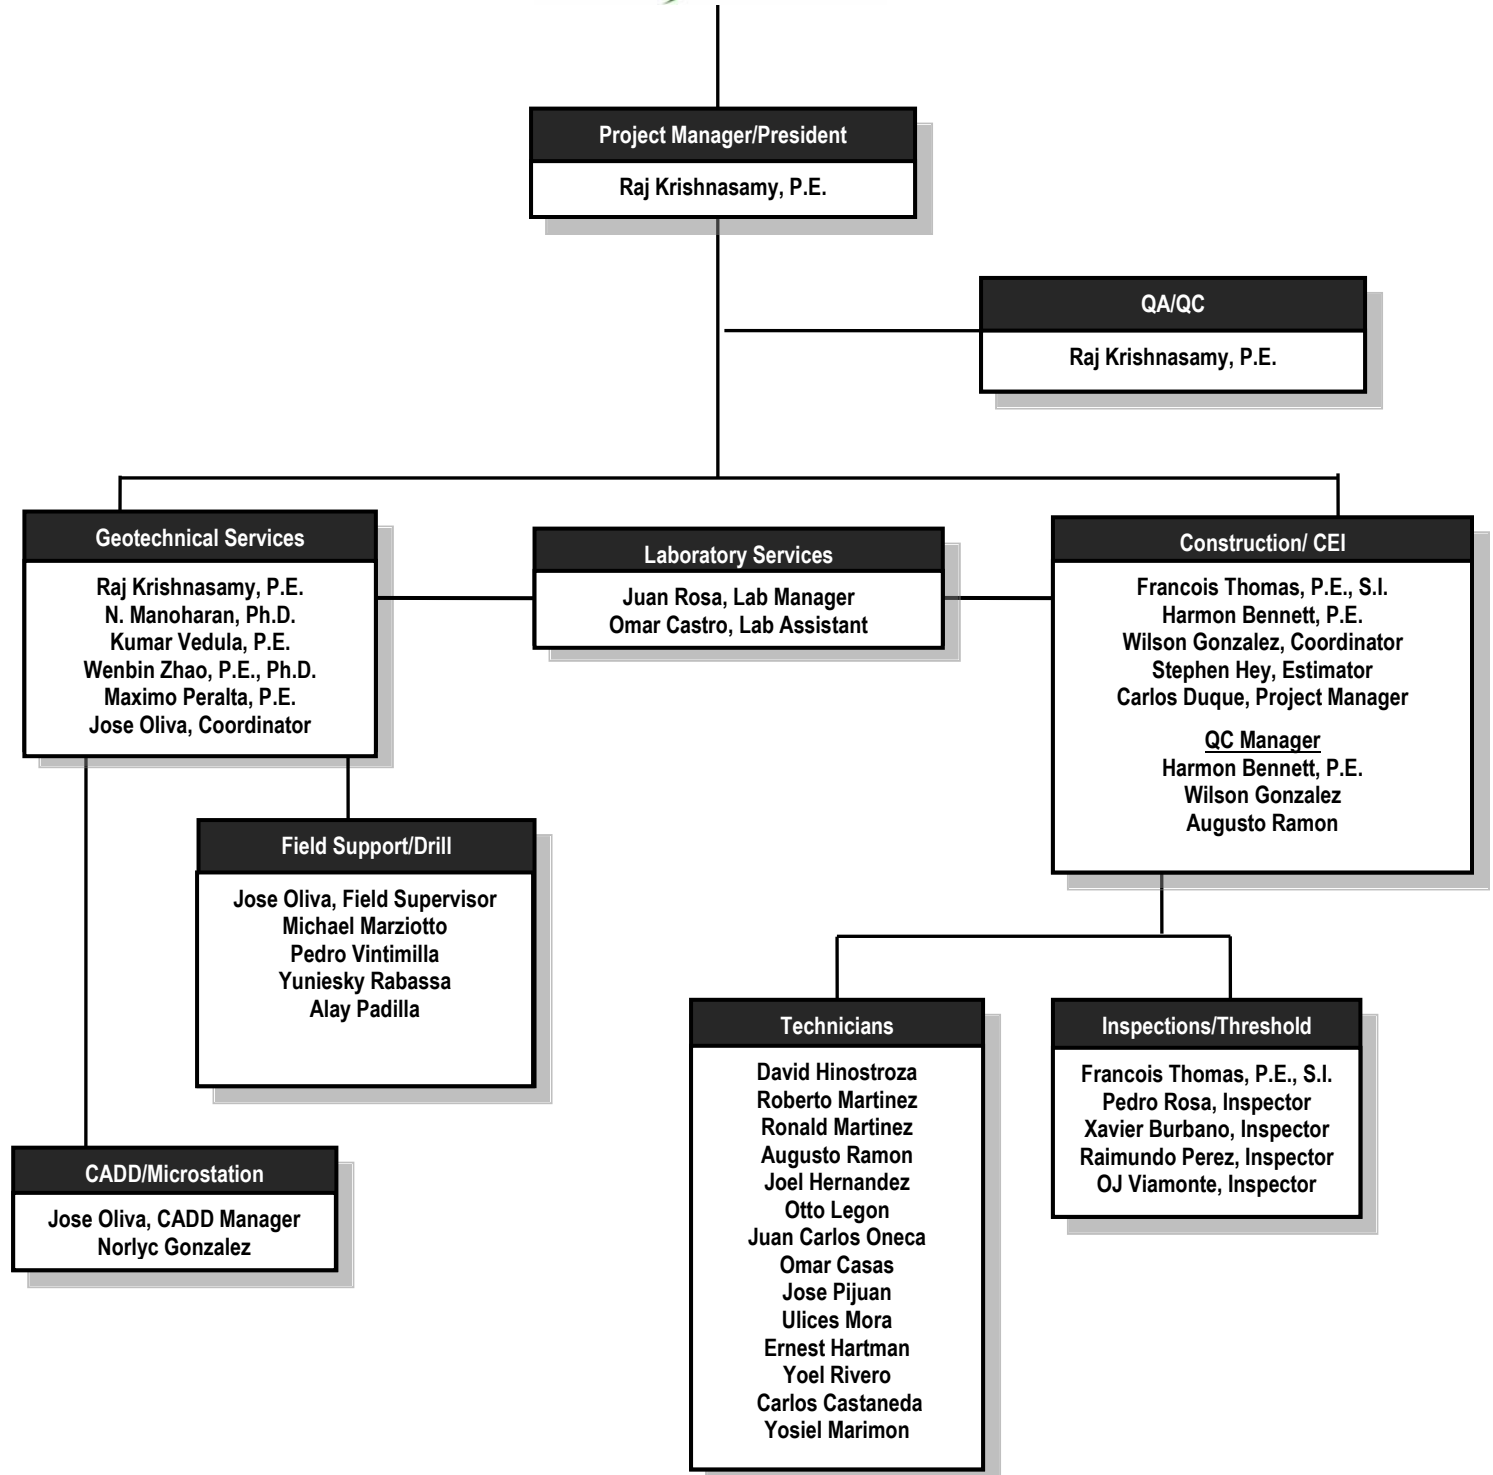 Project Manager/President
Raj Krishnasamy, P.E.
QA/QC
Raj Krishnasamy, P.E.
Geotechnical Services
Raj Krishnasamy, P.E.
N. Manoharan, Ph.D.
Kumar Vedula, P.E.
Wenbin Zhao, P.E., Ph.D.
Maximo Peralta, P.E.
Jose Oliva, Coordinator
Laboratory Services
Juan Rosa, Lab Manager
Omar Castro, Lab Assistant
Construction/ CEI
Francois Thomas, P.E., S.I.
Harmon Bennett, P.E.
Wilson Gonzalez, Coordinator
Stephen Hey, Estimator
Carlos Duque, Project Manager
QC Manager
Harmon Bennett, P.E.
Wilson Gonzalez
Augusto Ramon
Field Support/Drill
Jose Oliva, Field Supervisor
Michael Marziotto
Pedro Vintimilla
Yuniesky Rabassa
Alay Padilla
CADD/Microstation
Jose Oliva, CADD Manager
Norlyc Gonzalez
Technicians
David Hinostroza
Roberto Martinez
Ronald Martinez
Augusto Ramon
Joel Hernandez
Otto Legon
Juan Carlos Oneca
Omar Casas
Jose Pijuan
Ulices Mora
Ernest Hartman
Yoel Rivero
Carlos Castaneda
Yosiel Marimon
Inspections/Threshold
Francois Thomas, P.E., S.I.
Pedro Rosa, Inspector
Xavier Burbano, Inspector
Raimundo Perez, Inspector
OJ Viamonte, Inspector